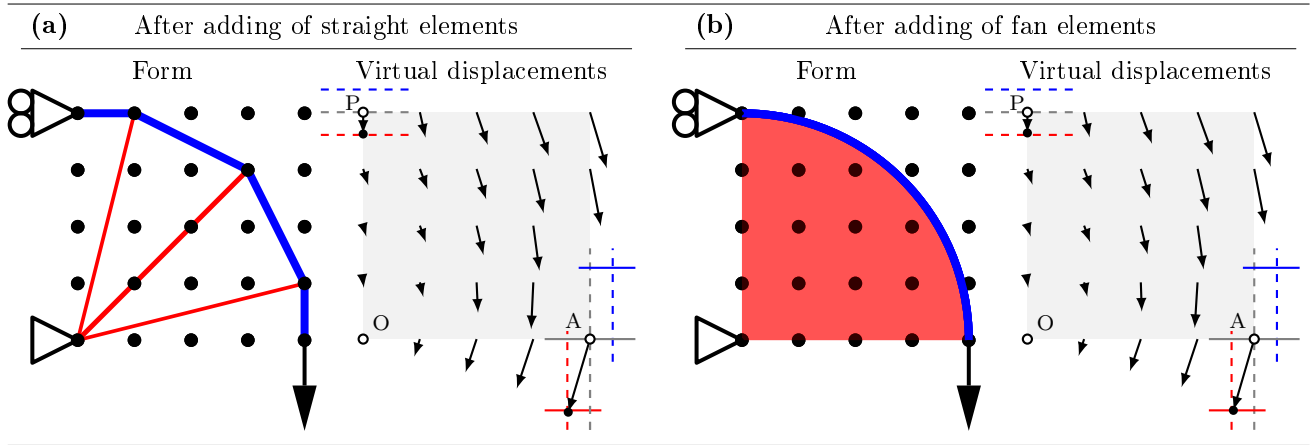 (a) After adding of straight elements
Form Virtual displacements
P
O
A
(b) After adding of fan elements
Form Virtual displacements
P
O
A